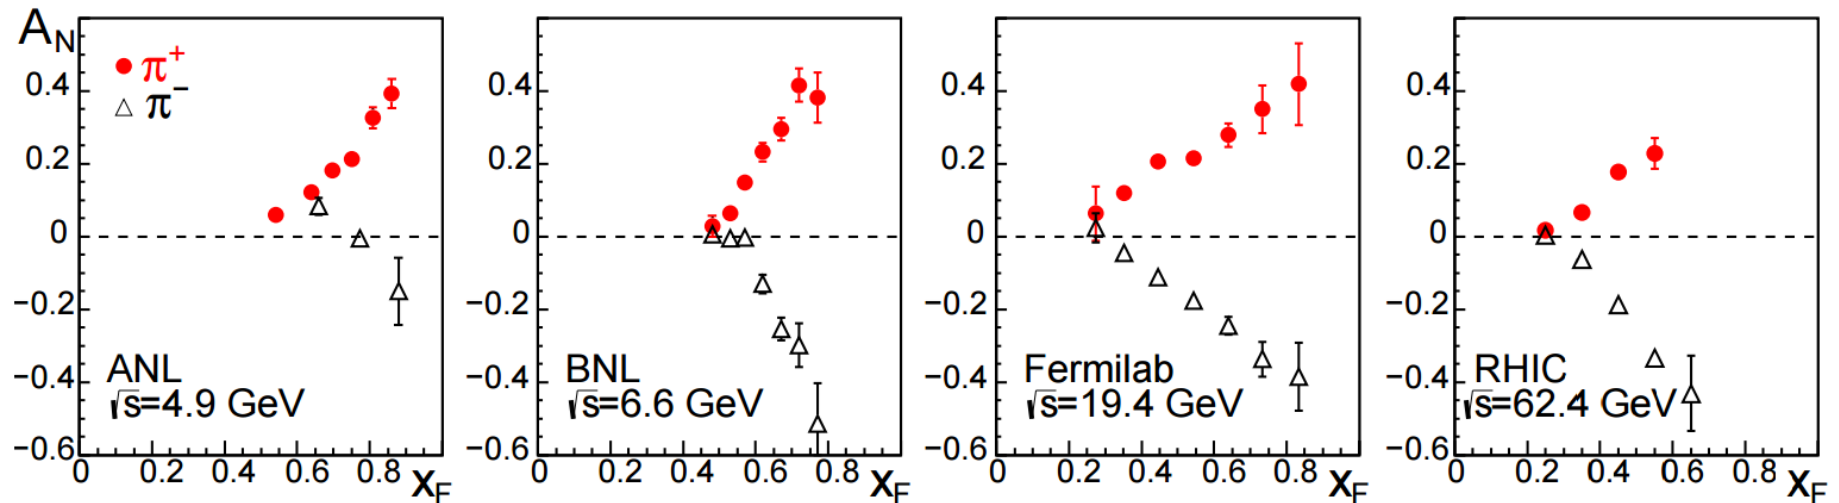 A_N
π⁺
π⁻
0.4
0.2
0
−0.2
−0.4
−0.6
ANL
√s=4.9 GeV
0 0.2 0.4 0.6 0.8 x_F
0.4
0.2
0
−0.2
−0.4
−0.6
BNL
√s=6.6 GeV
0 0.2 0.4 0.6 0.8 x_F
0.4
0.2
0
−0.2
−0.4
−0.6
Fermilab
√s=19.4 GeV
0 0.2 0.4 0.6 0.8 x_F
0.4
0.2
0
−0.2
−0.4
−0.6
RHIC
√s=62.4 GeV
0 0.2 0.4 0.6 0.8 x_F